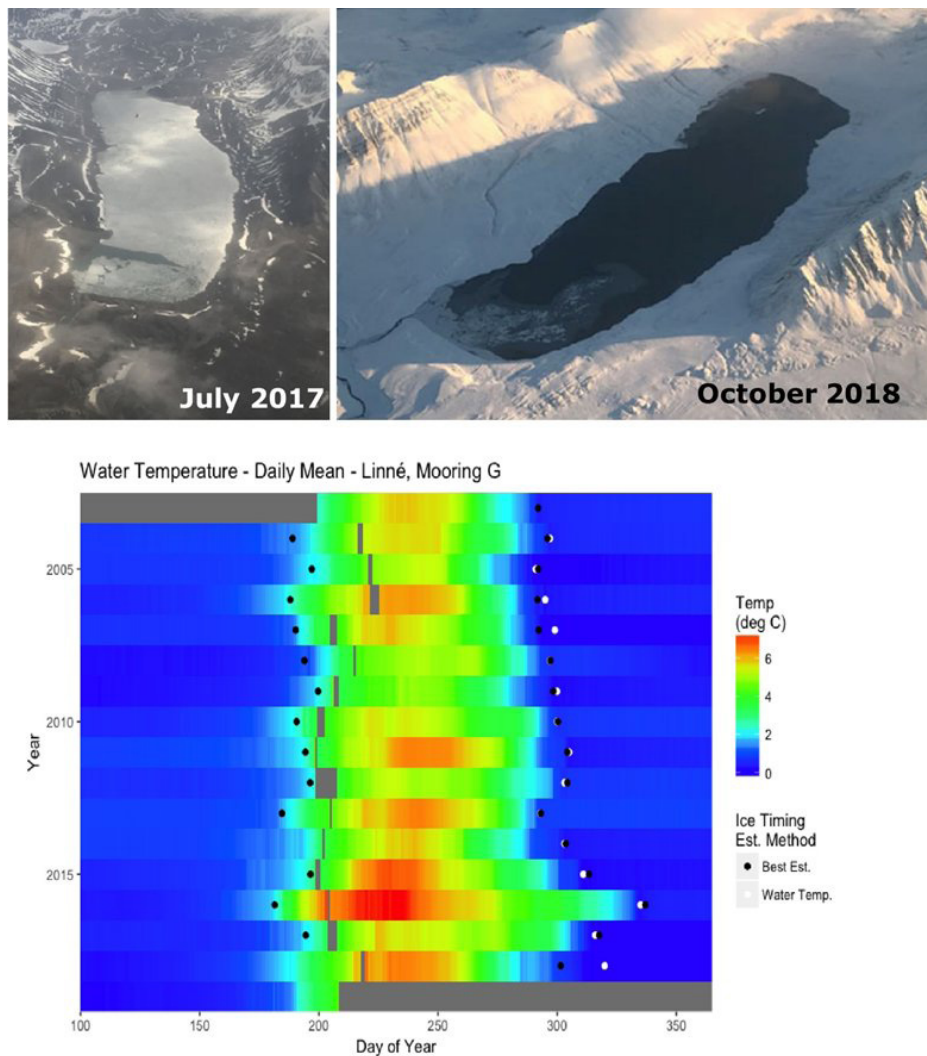 July 2017
October 2018
Water Temperature - Daily Mean - Linné, Mooring G
Year
2005
2010
2015
100
150
200
250
300
350
Day of Year
Temp
(deg C)
6
4
2
0
Ice Timing
Est. Method
Best Est.
Water Temp.